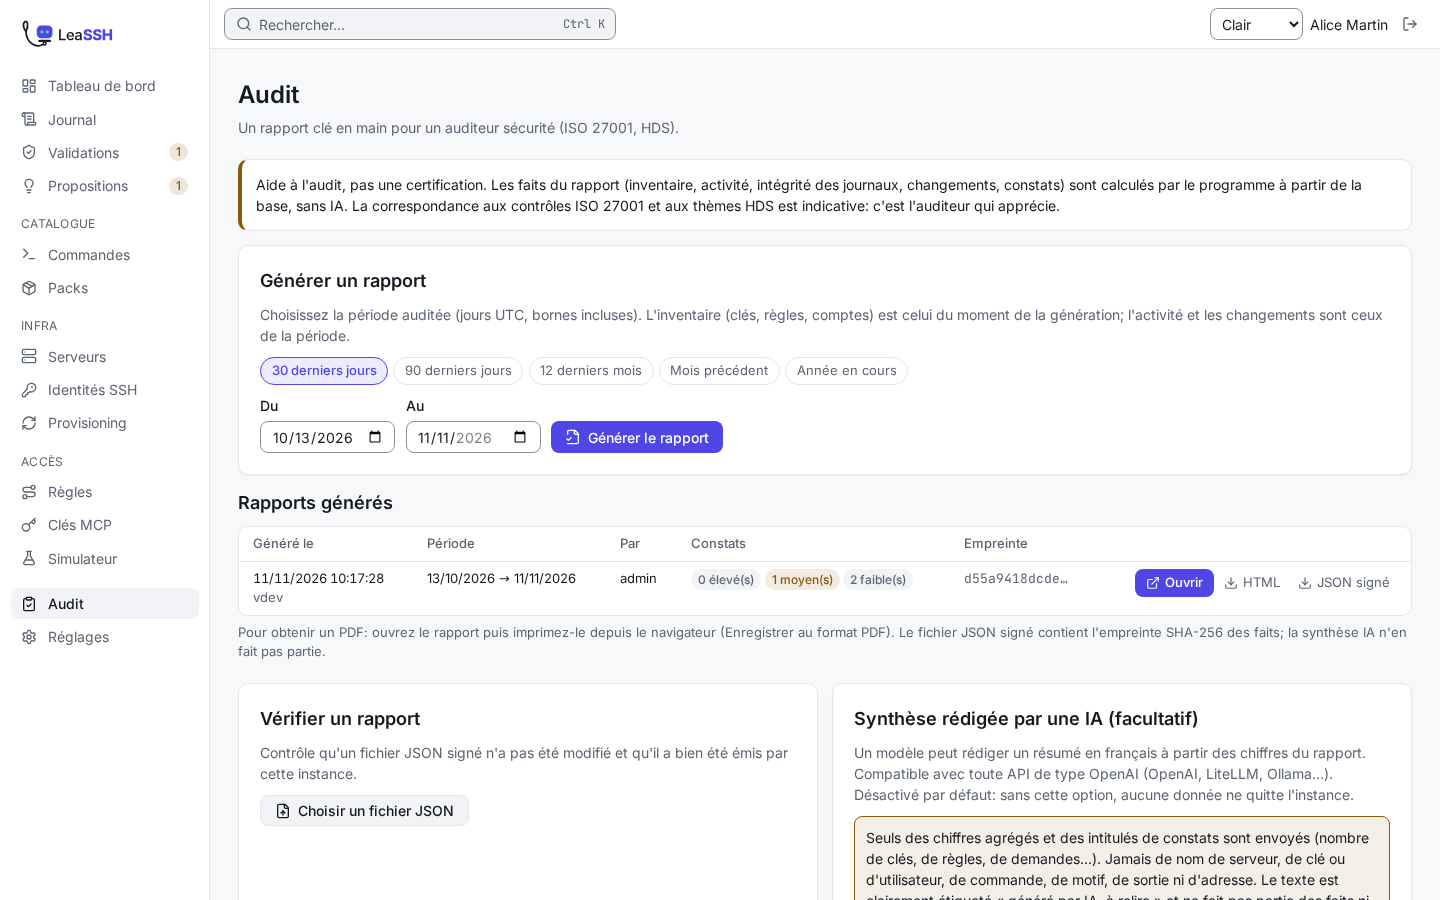 LeaSSH
Rechercher...
Ctrl K
Clair
Alice Martin
Tableau de bord
Journal
Validations 1
Propositions 1
CATALOGUE
Commandes
Packs
INFRA
Serveurs
Identités SSH
Provisioning
ACCÈS
Règles
Clés MCP
Simulateur
Audit
Réglages
Audit
Un rapport clé en main pour un auditeur sécurité (ISO 27001, HDS).
Aide à l'audit, pas une certification. Les faits du rapport (inventaire, activité, intégrité des journaux, changements, constats) sont calculés par le programme à partir de la
base, sans IA. La correspondance aux contrôles ISO 27001 et aux thèmes HDS est indicative: c'est l'auditeur qui apprécie.
Générer un rapport
Choisissez la période auditée (jours UTC, bornes incluses). L'inventaire (clés, règles, comptes) est celui du moment de la génération; l'activité et les changements sont ceux
de la période.
30 derniers jours
90 derniers jours
12 derniers mois
Mois précédent
Année en cours
Du
Au
10/13/2026
11/11/2026
Générer le rapport
Rapports générés
Généré le Période Par Constats Empreinte
11/11/2026 10:17:28 13/10/2026 → 11/11/2026 admin 0 élevé(s) 1 moyen(s) 2 faible(s) d55a9418dcde… Ouvrir HTML JSON signé
vdev
Pour obtenir un PDF: ouvrez le rapport puis imprimez-le depuis le navigateur (Enregistrer au format PDF). Le fichier JSON signé contient l'empreinte SHA-256 des faits; la synthèse IA n'en
fait pas partie.
Vérifier un rapport
Contrôle qu'un fichier JSON signé n'a pas été modifié et qu'il a bien été émis par
cette instance.
Choisir un fichier JSON
Synthèse rédigée par une IA (facultatif)
Un modèle peut rédiger un résumé en français à partir des chiffres du rapport.
Compatible avec toute API de type OpenAI (OpenAI, LiteLLM, Ollama...).
Désactivé par défaut: sans cette option, aucune donnée ne quitte l'instance.
Seuls des chiffres agrégés et des intitulés de constats sont envoyés (nombre
de clés, de règles, de demandes...). Jamais de nom de serveur, de clé ou
d'utilisateur, de commande, de motif, de sortie ni d'adresse. Le texte est
clairement étiqueté « généré par IA, à relire » et ne fait pas partie des faits ni